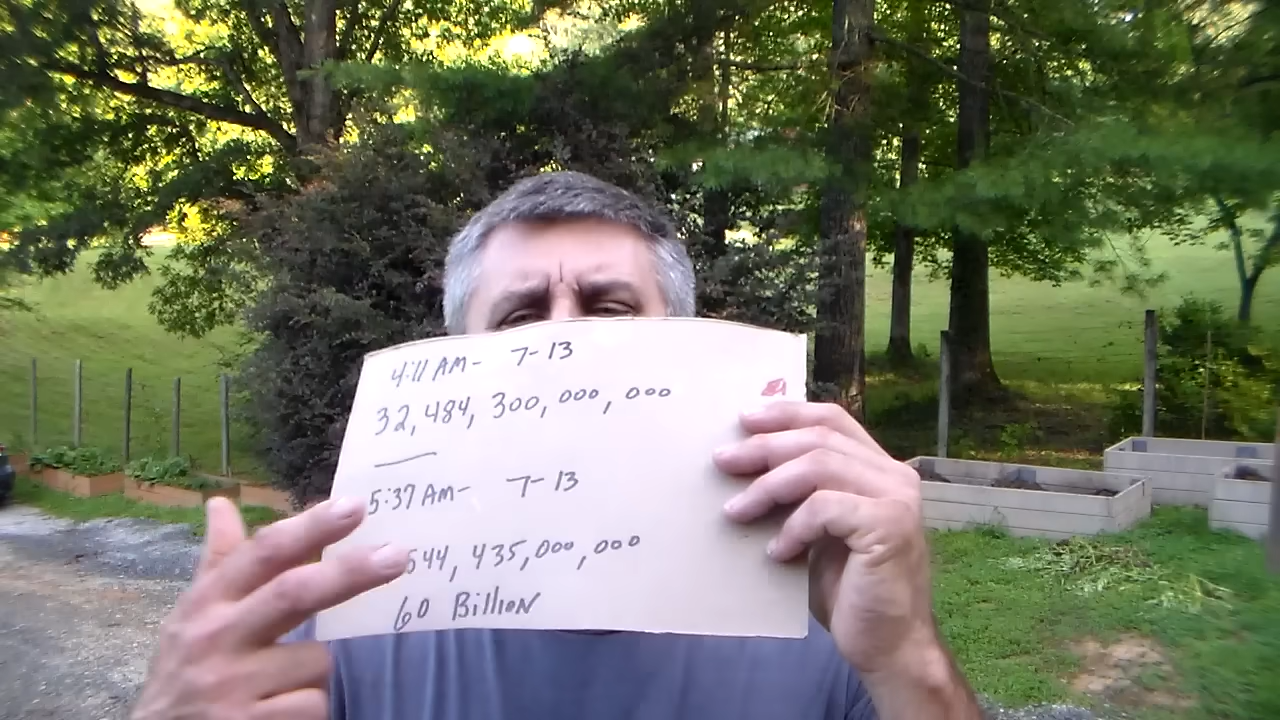 4:11 AM- 7-13
32,484,300,000,000
5:37 AM- 7-13
544,435,000,000
60 Billion